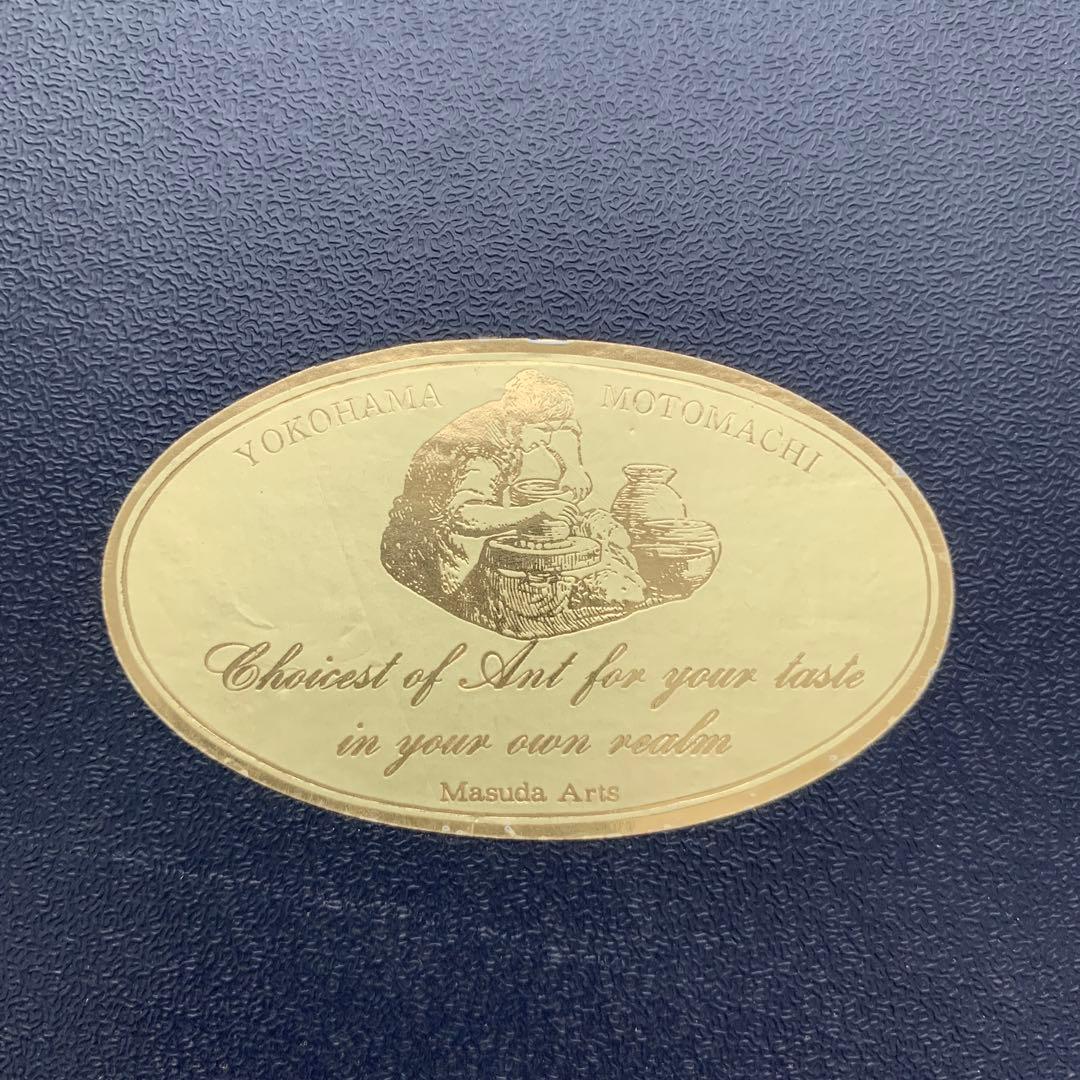 YOKOHAMA MOTOMACHI
Choicest of Ant for your taste
in your own realm
Masuda Arts